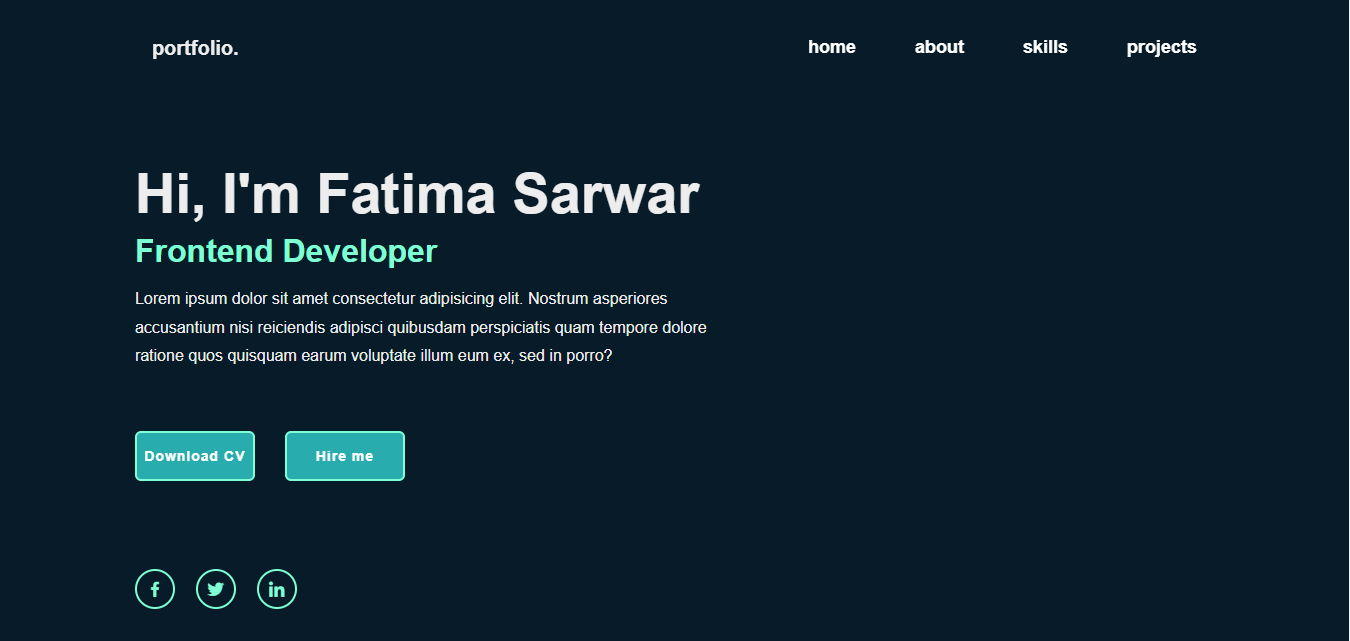 portfolio.
home about skills projects
Hi, I'm Fatima Sarwar
Frontend Developer
Lorem ipsum dolor sit amet consectetur adipisicing elit. Nostrum asperiores
accusantium nisi reiciendis adipisci quibusdam perspiciatis quam tempore dolore
ratione quos quisquam earum voluptate illum eum ex, sed in porro?
Download CV
Hire me